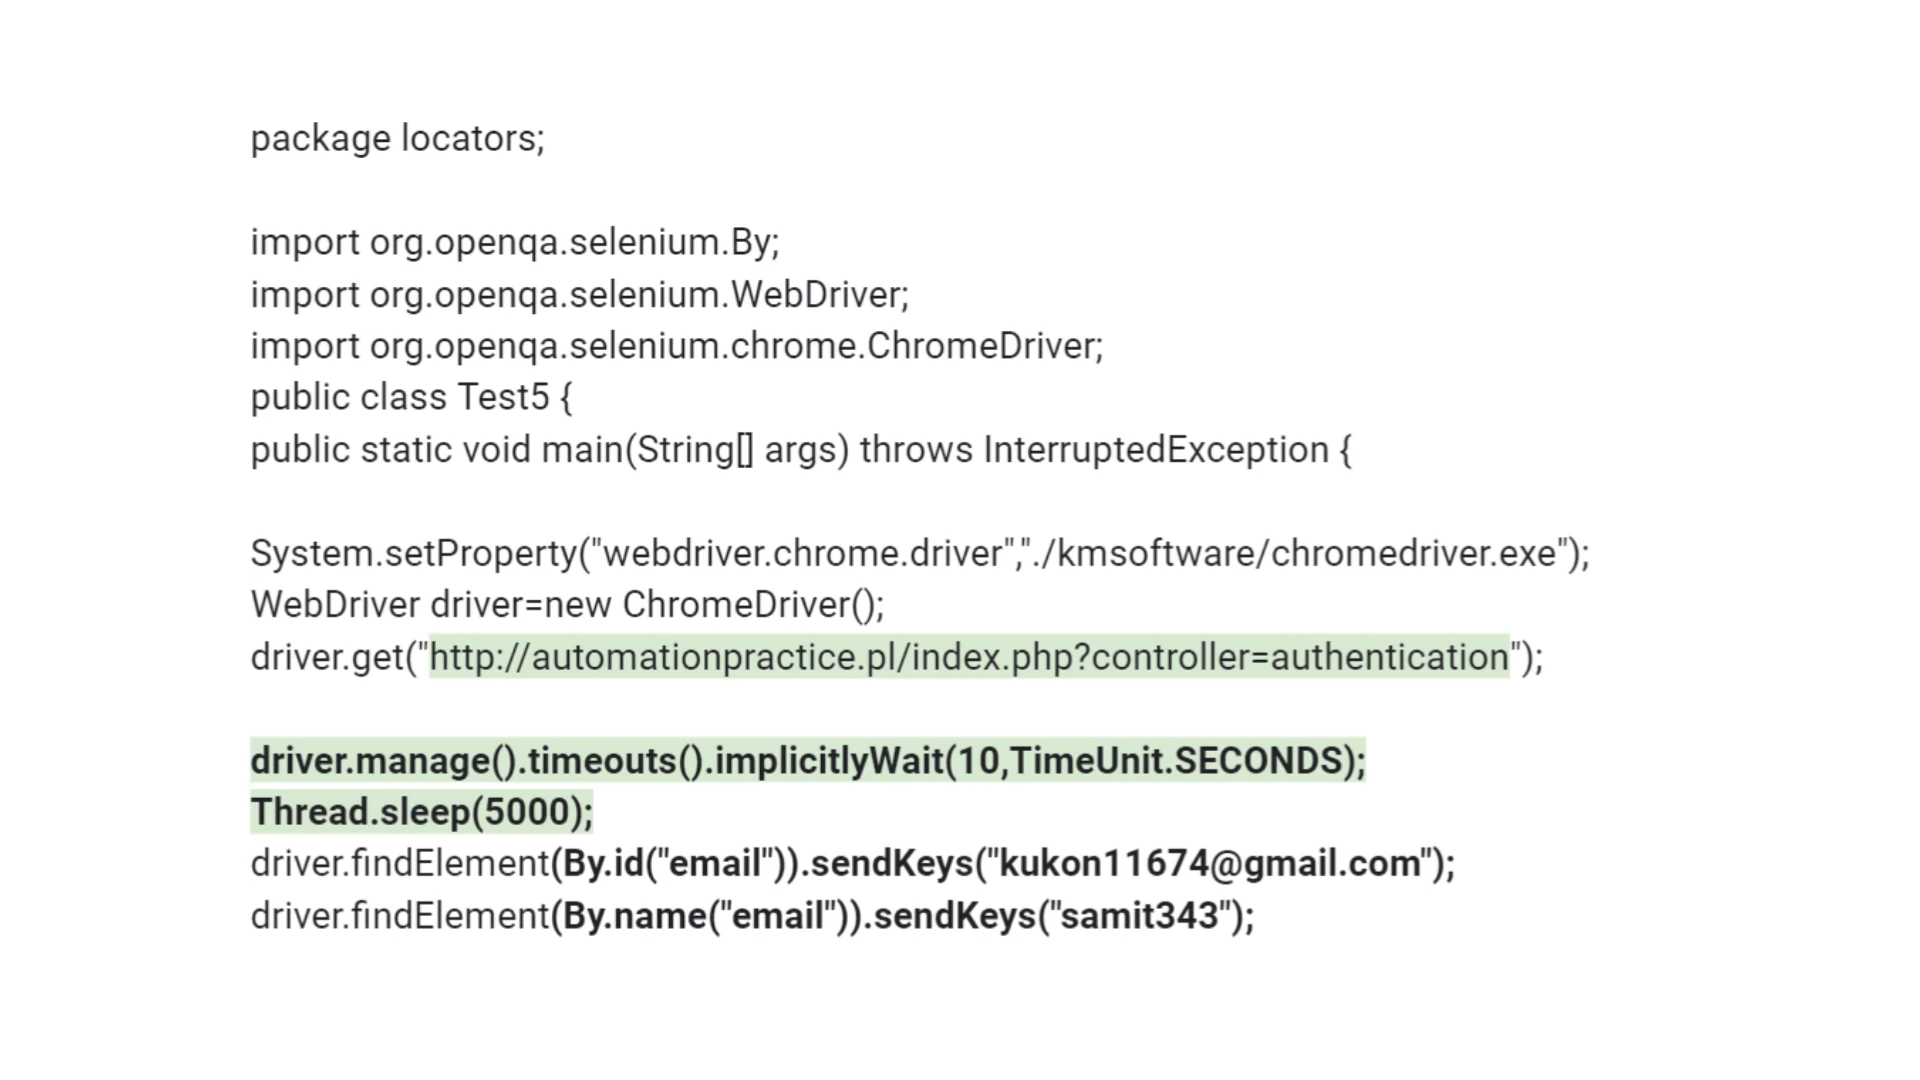 package locators;
import org.openqa.selenium.By;
import org.openqa.selenium.WebDriver;
import org.openqa.selenium.chrome.ChromeDriver;
public class Test5 {
public static void main(String[] args) throws InterruptedException {
System.setProperty("webdriver.chrome.driver","./kmsoftware/chromedriver.exe");
WebDriver driver=new ChromeDriver();
driver.get("http://automationpractice.pl/index.php?controller=authentication");
driver.manage().timeouts().implicitlyWait(10,TimeUnit.SECONDS);
Thread.sleep(5000);
driver.findElement(By.id("email")).sendKeys("kukon11674@gmail.com");
driver.findElement(By.name("email")).sendKeys("samit343");